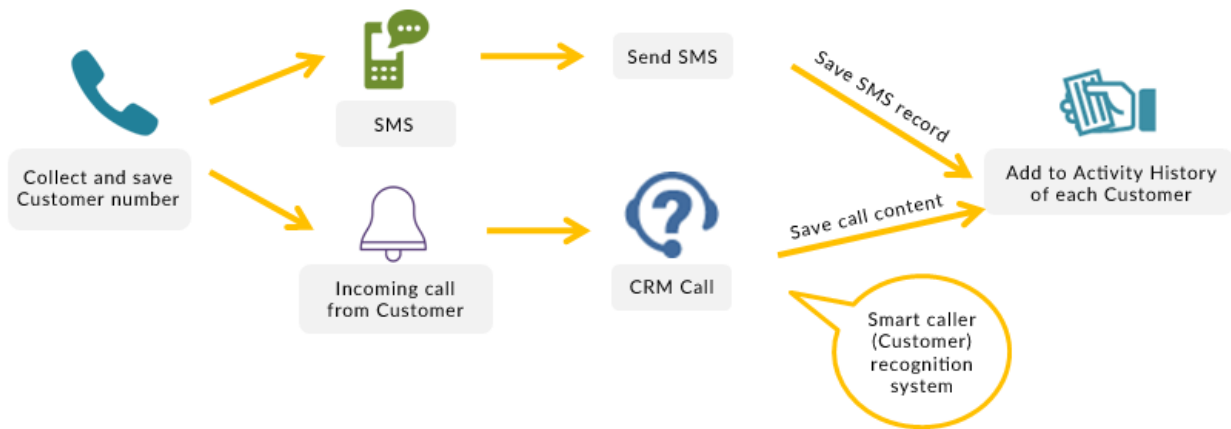 Collect and save
Customer number
SMS
Send SMS
Save SMS record
Incoming call
from Customer
CRM Call
Save call content
Smart caller
(Customer)
recognition
system
Add to Activity History
of each Customer